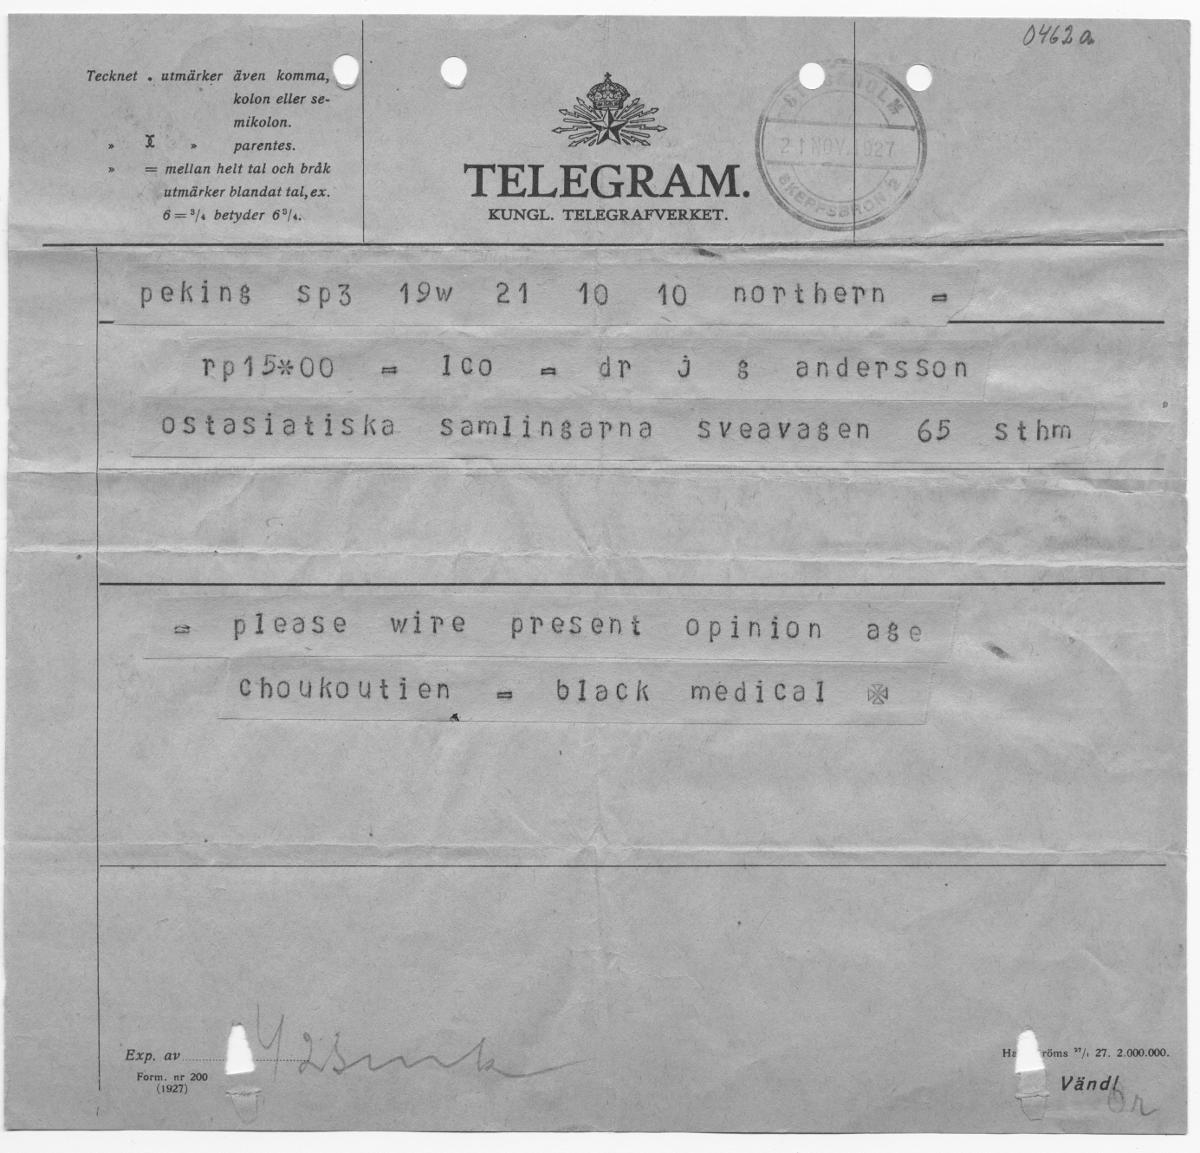 0462a
Tecknet . utmärker även komma,
kolon eller se-
mikolon.
» )( » parentes.
» = mellan helt tal och bråk
utmärker blandat tal, ex.
6=³/₄ betyder 6³/₄.
TELEGRAM.
KUNGL. TELEGRAFVERKET.
STOCKHOLM
21 NOV. 1927
SKEPPSBRON 2
peking sp3 19w 21 10 10 northern =
rp15*00 = lco = dr j g andersson
ostasiatiska samlingarna sveavagen 65 sthm
= please wire present opinion age
choukoutien = black medical
Exp. av
Form. nr 200
(1927)
27. 2.000.000.
Vänd!